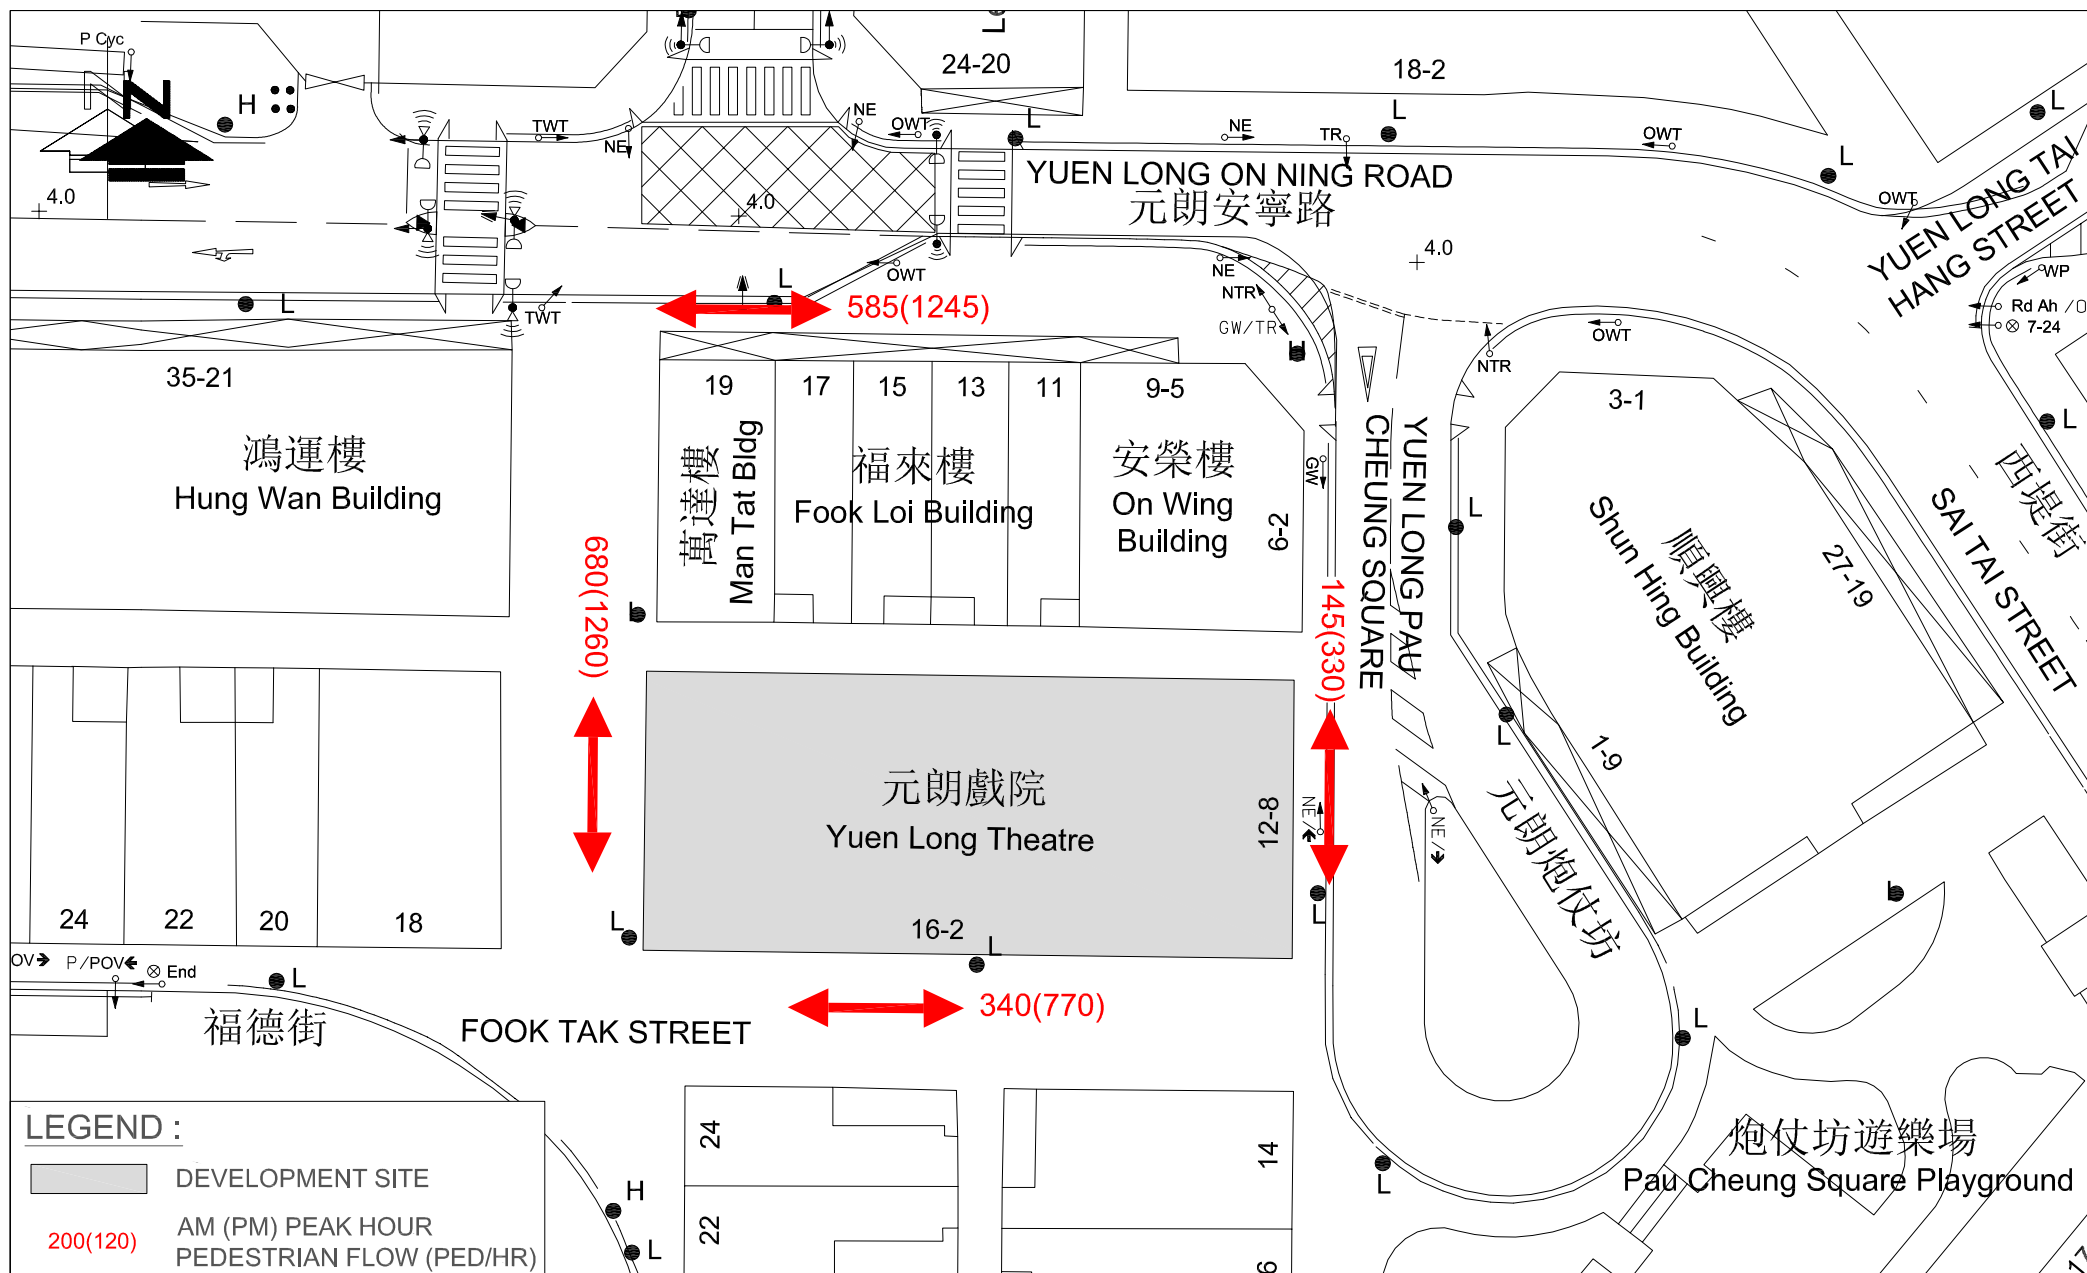 P Cyc
N
H
24-20
18-2
L
L
L
L
NE
OWT
TWT
NE
NE
TR
OWT
OWT
YUEN LONG ON NING ROAD
元朗安寧路
YUEN LONG TAI
HANG STREET
4.0
4.0
4.0
OWT
NE
NTR
GW/TR
L
L
TWT
585(1245)
OWT
NTR
WP
Rd Ah
7-24
L
H
35-21
鴻運樓
Hung Wan Building
19
17
15
13
11
9-5
3-1
萬達樓
Man Tat Bldg
福來樓
Fook Loi Building
安榮樓
On Wing
Building
6-2
GW
YUEN LONG PAU
CHEUNG SQUARE
L
順興樓
Shun Hing Building
27-19
西堤街
SAI TAI STREET
680(1260)
145(330)
L
L
1-9
元朗戲院
Yuen Long Theatre
12-8
16-2
NE/
NE/
元朗炮仗坊
24
22
20
18
L
L
L
L
OV
P/POV
End
L
福德街
FOOK TAK STREET
340(770)
L
L
24
22
14
炮仗坊遊樂場
Pau Cheung Square Playground
17
H
L
LEGEND :
DEVELOPMENT SITE
200(120)
AM (PM) PEAK HOUR
PEDESTRIAN FLOW (PED/HR)